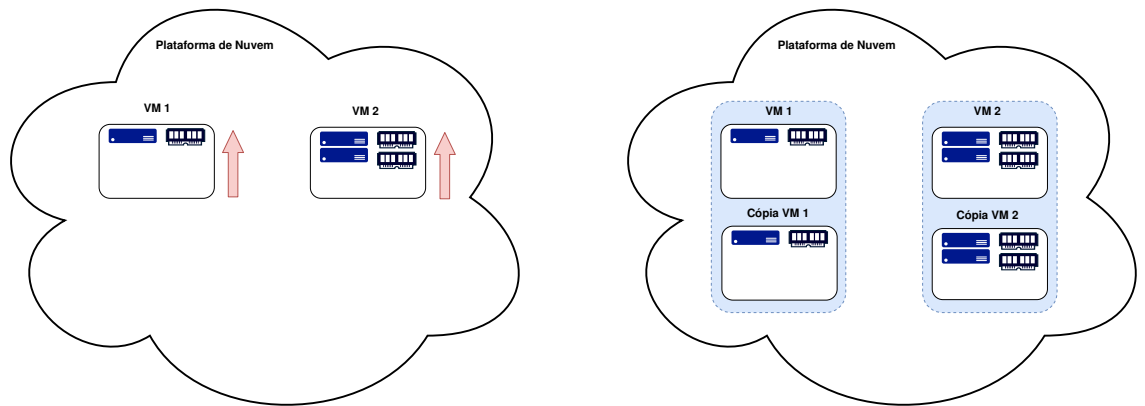 Plataforma de Nuvem
VM 1
VM 2
Plataforma de Nuvem
VM 1
VM 2
Cópia VM 1
Cópia VM 2